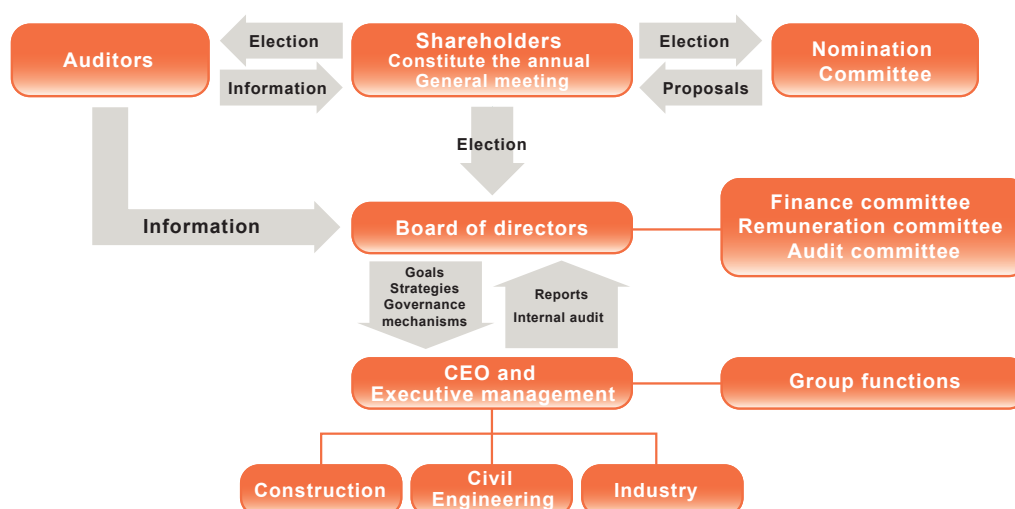 Auditors
Election
Information
Shareholders
Constitute the annual
General meeting
Election
Proposals
Nomination
Committee
Election
Information
Board of directors
Finance committee
Remuneration committee
Audit committee
Goals
Strategies
Governance
mechanisms
Reports
Internal audit
CEO and
Executive management
Group functions
Construction
Civil
Engineering
Industry